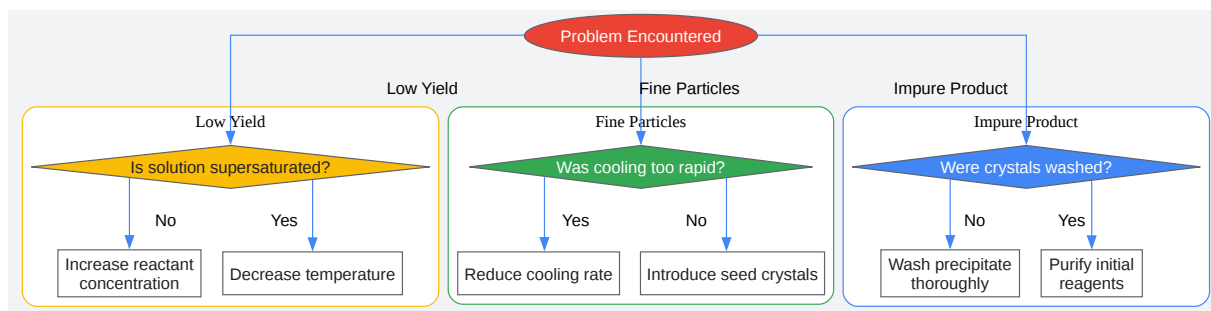 Problem Encountered
Low Yield
Fine Particles
Impure Product
Low Yield
Fine Particles
Impure Product
Is solution supersaturated?
Was cooling too rapid?
Were crystals washed?
No
Yes
Yes
No
No
Yes
Increase reactant
concentration
Decrease temperature
Reduce cooling rate
Introduce seed crystals
Wash precipitate
thoroughly
Purify initial
reagents